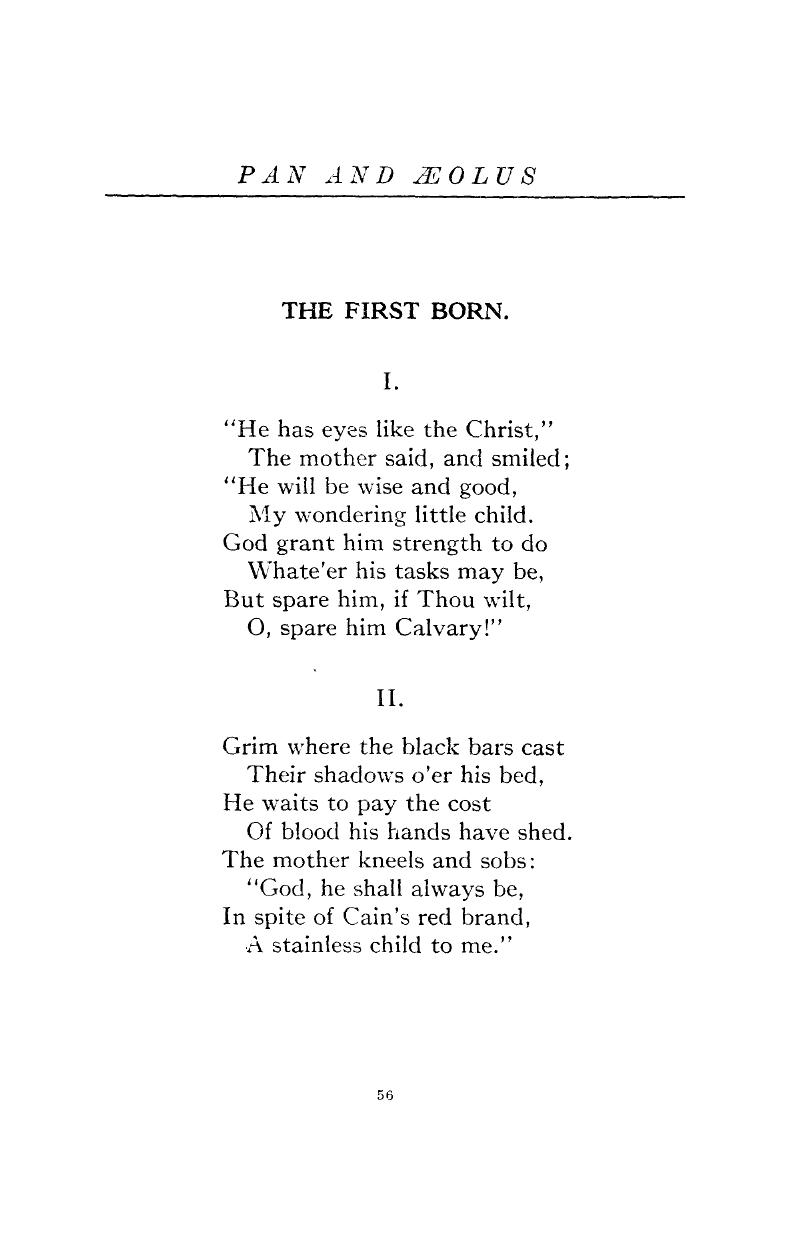 PAN AND ÆOLUS
THE FIRST BORN.
I.
“He has eyes like the Christ,”
The mother said, and smiled;
“He will be wise and good,
My wondering little child.
God grant him strength to do
Whate'er his tasks may be,
But spare him, if Thou wilt,
O, spare him Calvary!”
II.
Grim where the black bars cast
Their shadows o'er his bed,
He waits to pay the cost
Of blood his hands have shed.
The mother kneels and sobs:
“God, he shall always be,
In spite of Cain's red brand,
A stainless child to me.”
56